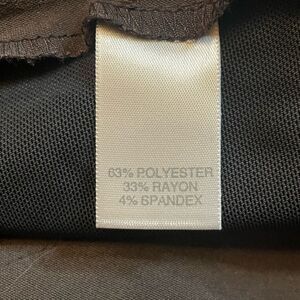 63% POLYESTER
33% RAYON
4% SPANDEX